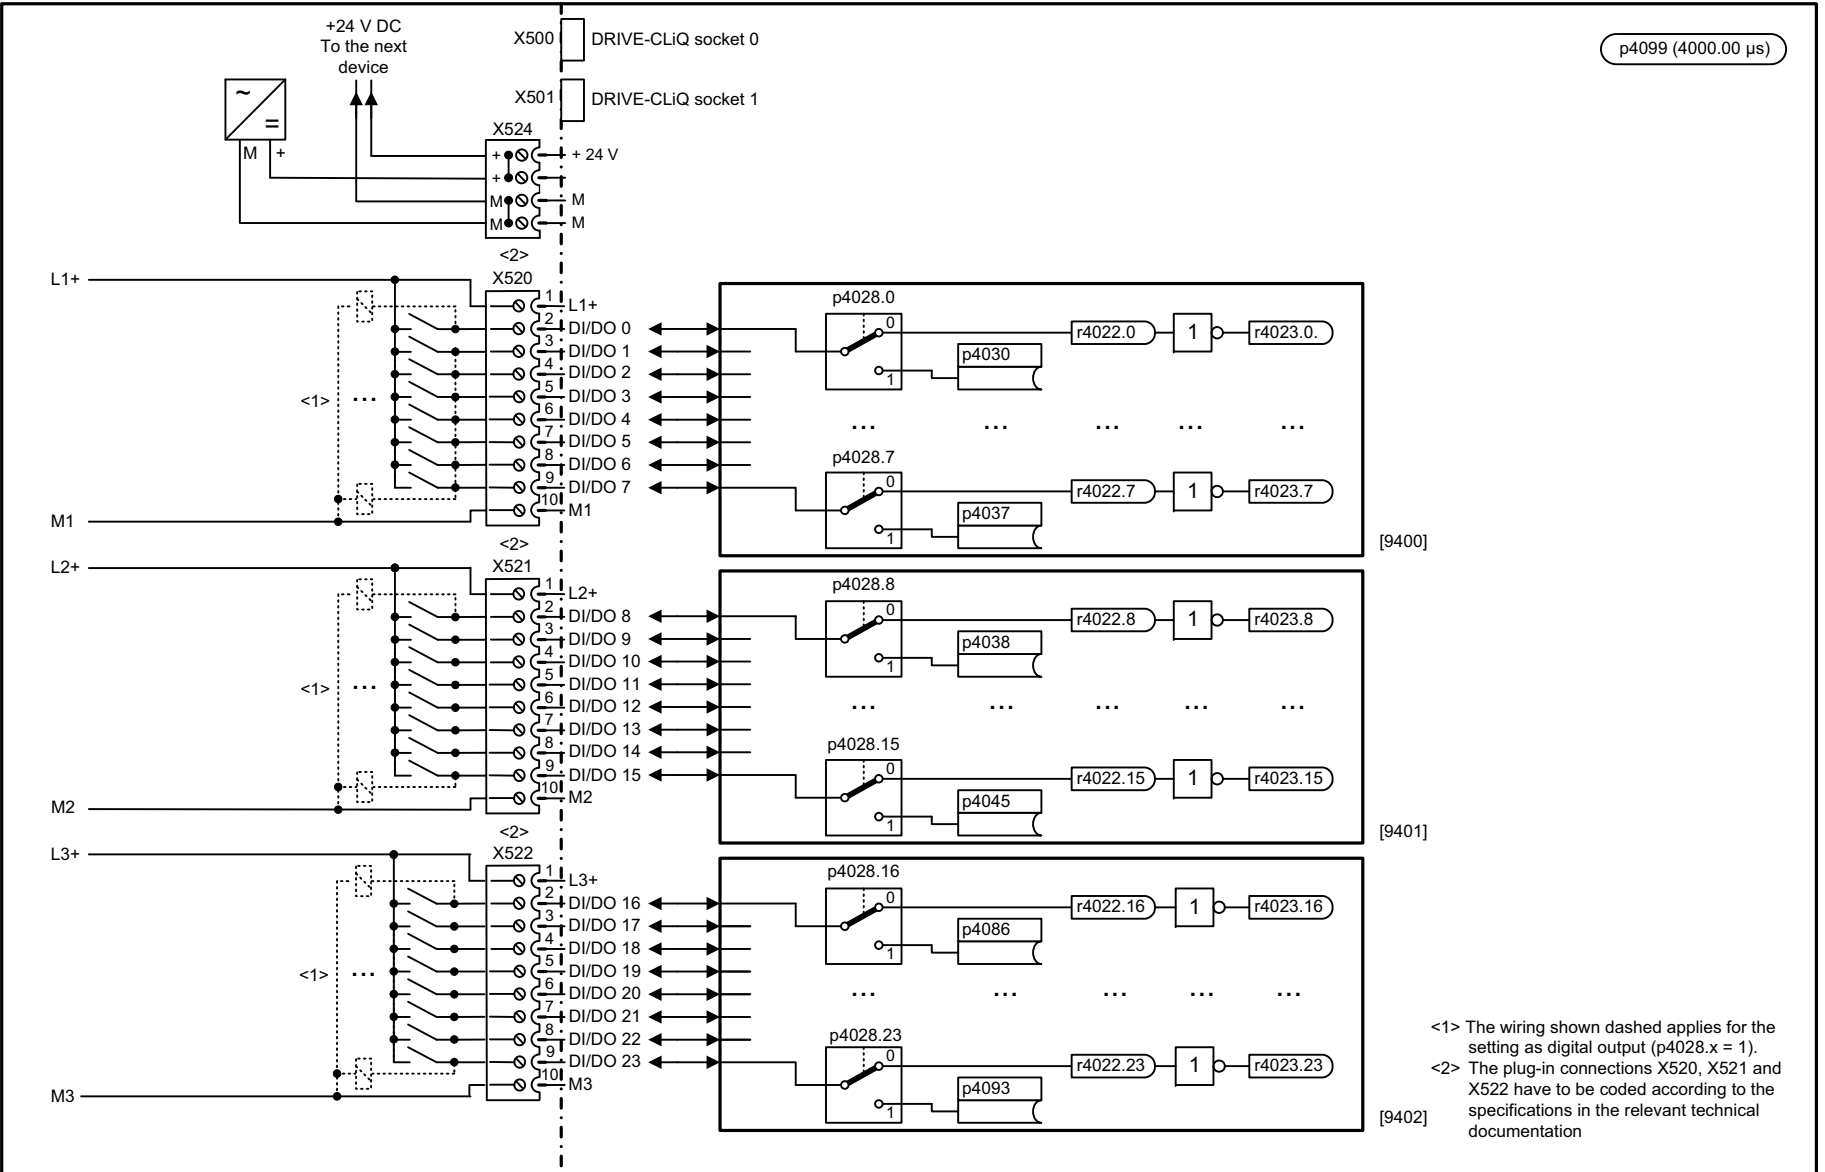 +24 V DC
To the next
device
X500 DRIVE-CLiQ socket 0
p4099 (4000.00 µs)
X501 DRIVE-CLiQ socket 1
~
=
M +
X524
+ + 24 V
+
M M
M M
<2>
L1+ X520
1 L1+
2 DI/DO 0
3 DI/DO 1
4 DI/DO 2
5 DI/DO 3
6 DI/DO 4
7 DI/DO 5
8 DI/DO 6
9 DI/DO 7
10 M1
<1> ...
M1
p4028.0
0 r4022.0 1 r4023.0.
p4030
1
... ... ... ... ...
p4028.7
0 r4022.7 1 r4023.7
p4037
1
[9400]
<2>
L2+ X521
1 L2+
2 DI/DO 8
3 DI/DO 9
4 DI/DO 10
5 DI/DO 11
6 DI/DO 12
7 DI/DO 13
8 DI/DO 14
9 DI/DO 15
10 M2
<1> ...
M2
p4028.8
0 r4022.8 1 r4023.8
p4038
1
... ... ... ... ...
p4028.15
0 r4022.15 1 r4023.15
p4045
1
[9401]
<2>
L3+ X522
1 L3+
2 DI/DO 16
3 DI/DO 17
4 DI/DO 18
5 DI/DO 19
6 DI/DO 20
7 DI/DO 21
8 DI/DO 22
9 DI/DO 23
10 M3
<1> ...
M3
p4028.16
0 r4022.16 1 r4023.16
p4086
1
... ... ... ... ...
p4028.23
0 r4022.23 1 r4023.23
p4093
1
[9402]
<1> The wiring shown dashed applies for the
setting as digital output (p4028.x = 1).
<2> The plug-in connections X520, X521 and
X522 have to be coded according to the
specifications in the relevant technical
documentation